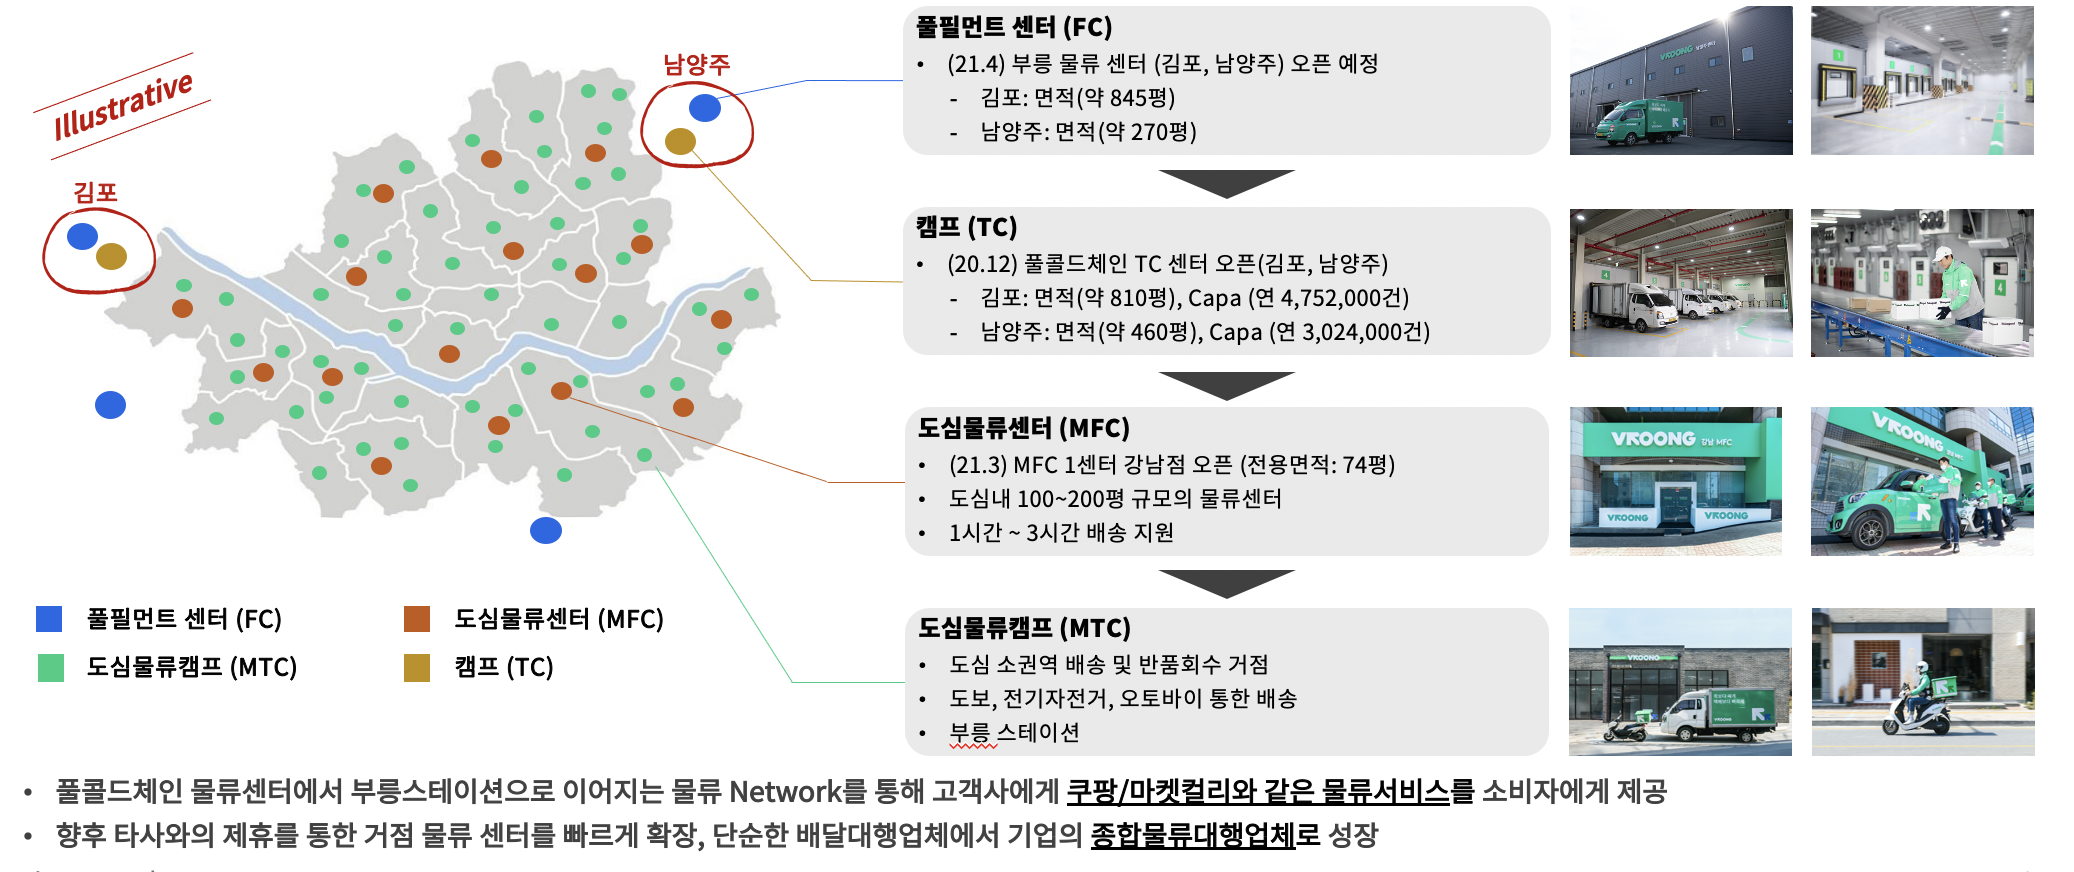 Illustrative
남양주
김포
풀필먼트 센터 (FC)
도심물류센터 (MFC)
도심물류캠프 (MTC)
캠프 (TC)
풀필먼트 센터 (FC)
• (21.4) 부릉 물류 센터 (김포, 남양주) 오픈 예정
- 김포: 면적(약 845평)
- 남양주: 면적(약 270평)
VROONG
캠프 (TC)
• (20.12) 풀콜드체인 TC 센터 오픈(김포, 남양주)
- 김포: 면적(약 810평), Capa (연 4,752,000건)
- 남양주: 면적(약 460평), Capa (연 3,024,000건)
4
도심물류센터 (MFC)
• (21.3) MFC 1센터 강남점 오픈 (전용면적: 74평)
• 도심내 100~200평 규모의 물류센터
• 1시간 ~ 3시간 배송 지원
VROONG 강남 MFC
VROONG
VROONG
VROONG
도심물류캠프 (MTC)
• 도심 소권역 배송 및 반품회수 거점
• 도보, 전기자전거, 오토바이 통한 배송
• 부릉 스테이션
VROONG
• 풀콜드체인 물류센터에서 부릉스테이션으로 이어지는 물류 Network를 통해 고객사에게 쿠팡/마켓컬리와 같은 물류서비스를 소비자에게 제공
• 향후 타사와의 제휴를 통한 거점 물류 센터를 빠르게 확장, 단순한 배달대행업체에서 기업의 종합물류대행업체로 성장